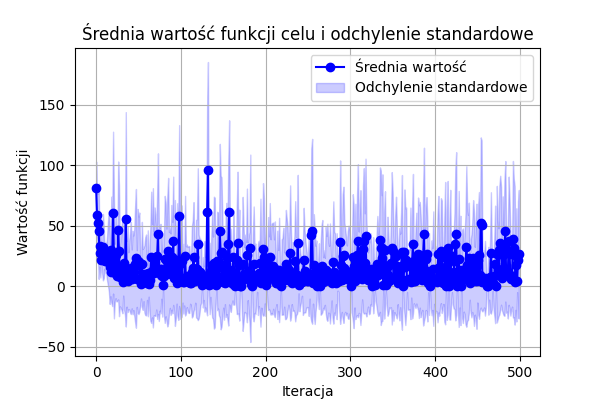 Średnia wartość funkcji celu i odchylenie standardowe
Średnia wartość
Odchylenie standardowe
Wartość funkcji
150
100
50
0
−50
0 100 200 300 400 500
Iteracja